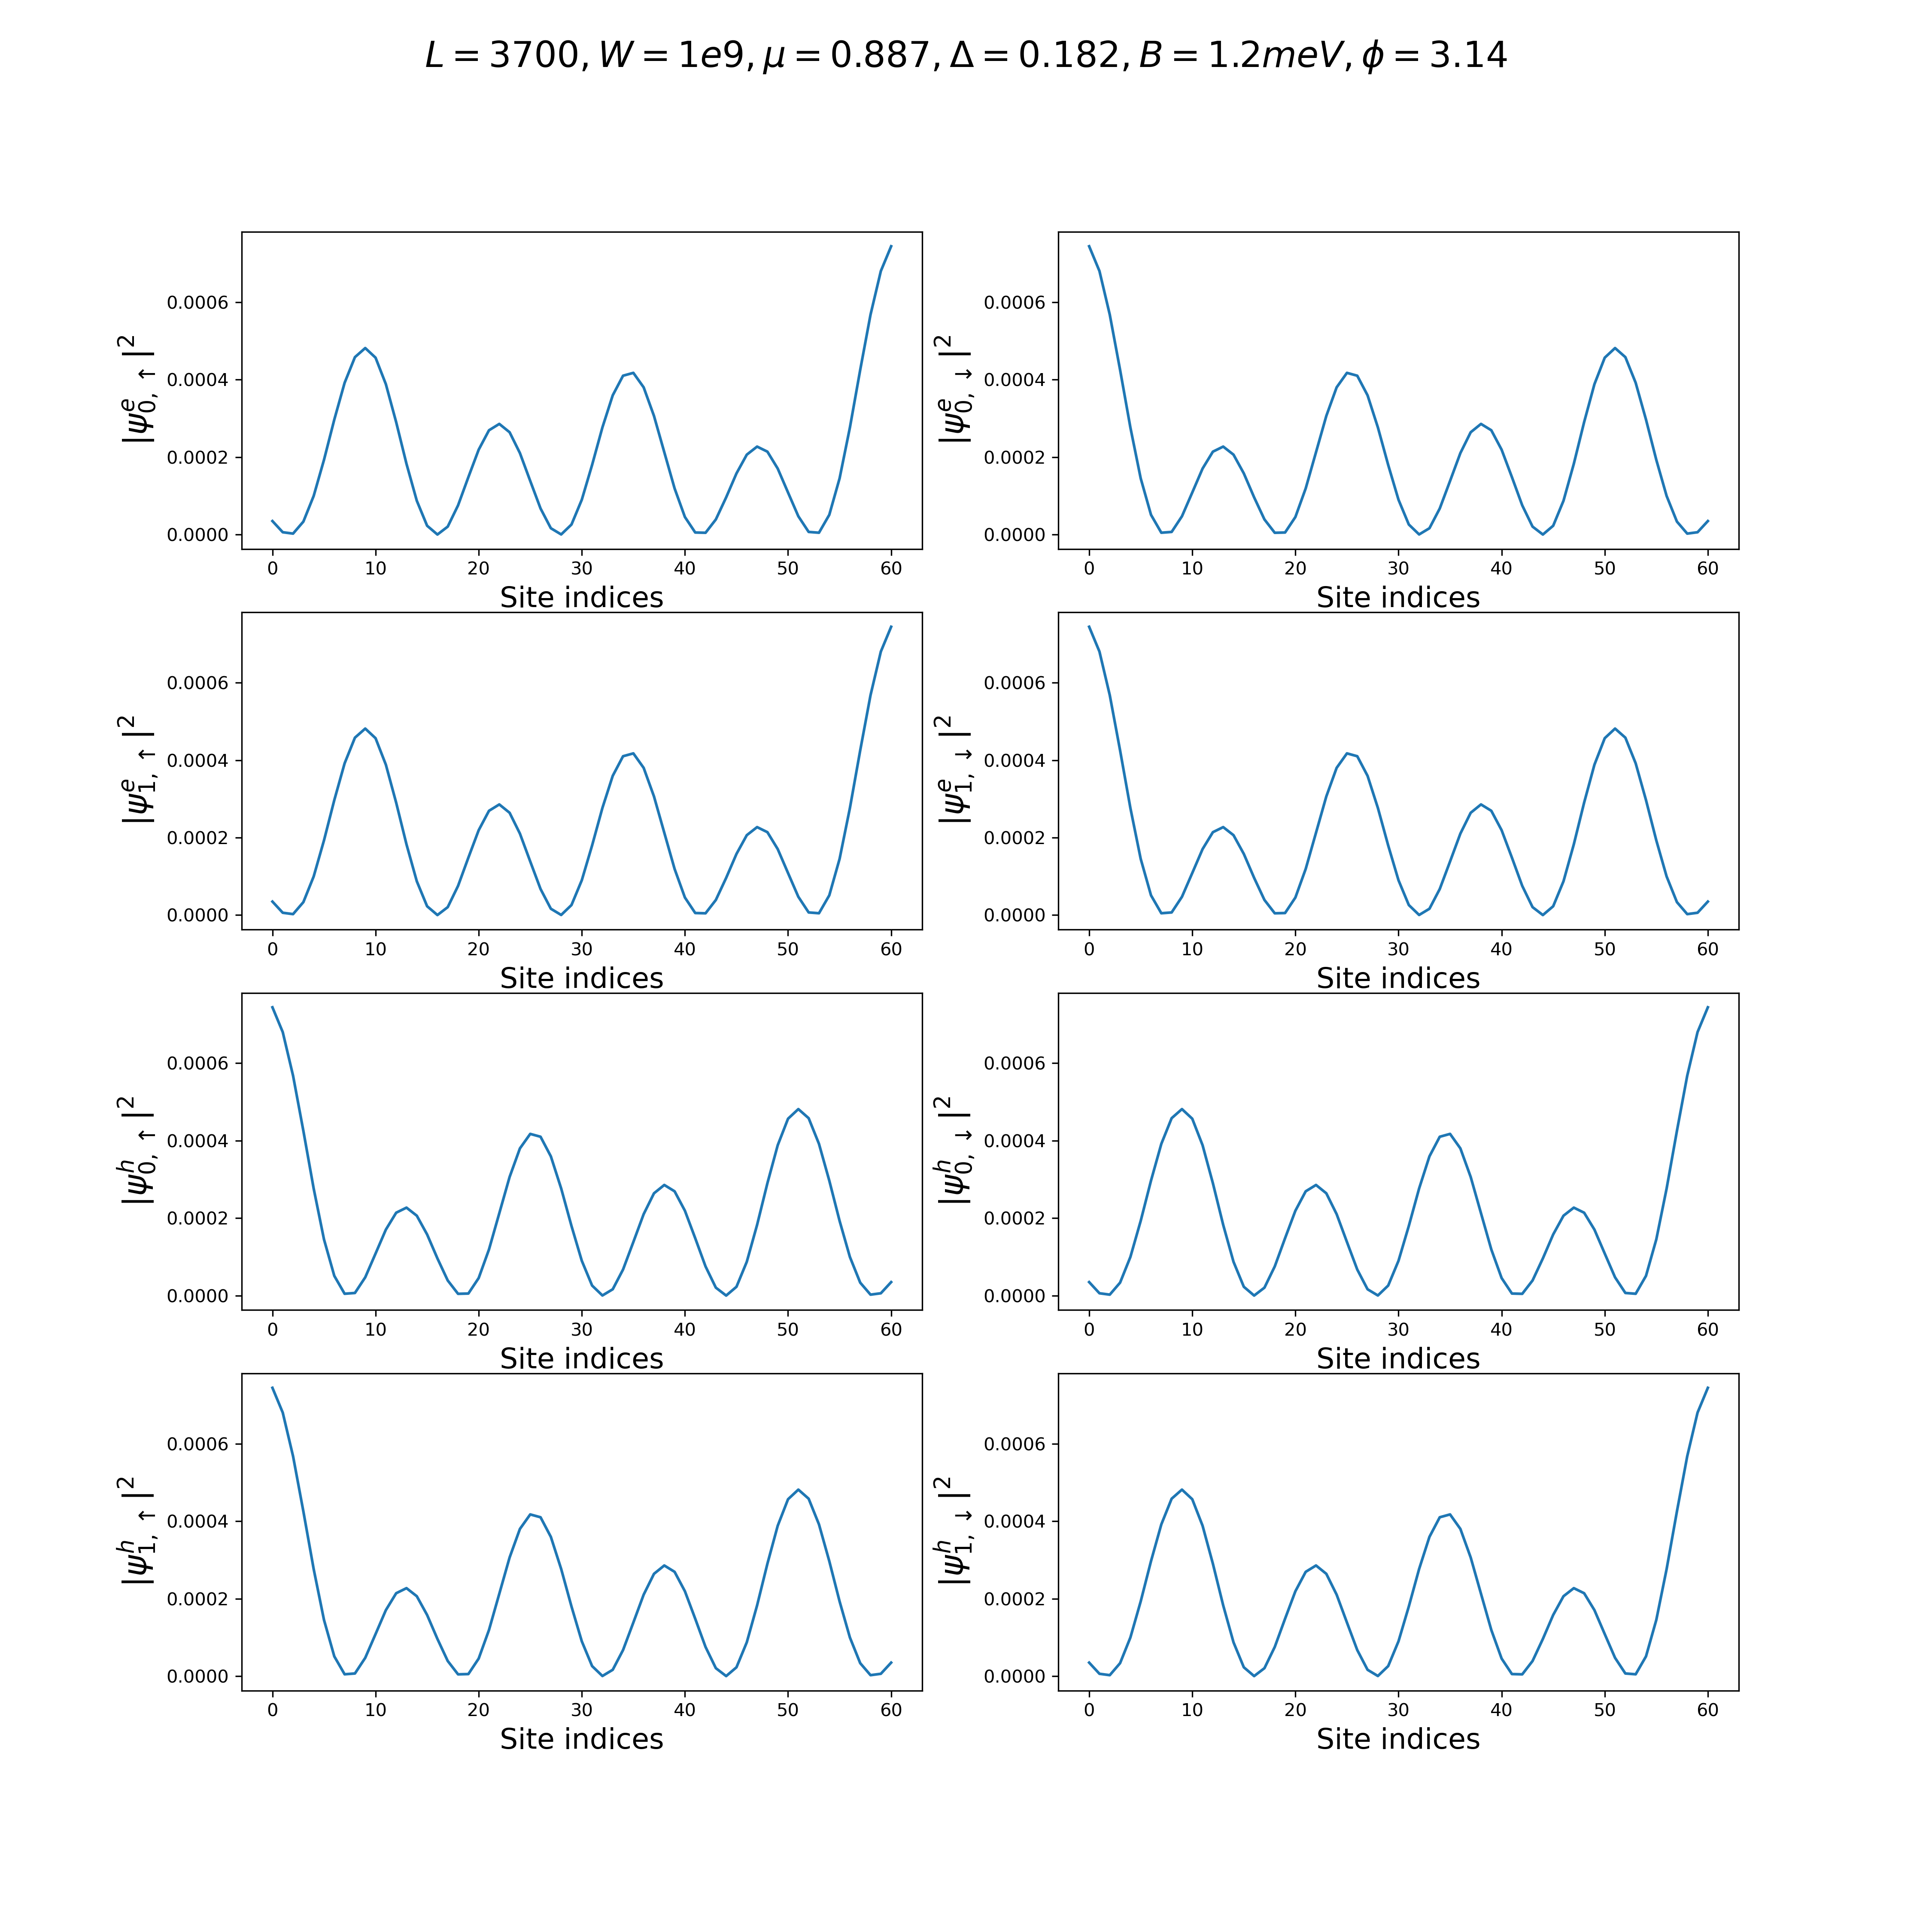 L = 3700, W = 1e9, μ = 0.887, Δ = 0.182, B = 1.2meV, ϕ = 3.14
|ψ^e_{0,↑}|^2
0.0006
0.0004
0.0002
0.0000
0 10 20 30 40 50 60
Site indices
|ψ^e_{0,↓}|^2
0.0006
0.0004
0.0002
0.0000
0 10 20 30 40 50 60
Site indices
|ψ^e_{1,↑}|^2
0.0006
0.0004
0.0002
0.0000
0 10 20 30 40 50 60
Site indices
|ψ^e_{1,↓}|^2
0.0006
0.0004
0.0002
0.0000
0 10 20 30 40 50 60
Site indices
|ψ^h_{0,↑}|^2
0.0006
0.0004
0.0002
0.0000
0 10 20 30 40 50 60
Site indices
|ψ^h_{0,↓}|^2
0.0006
0.0004
0.0002
0.0000
0 10 20 30 40 50 60
Site indices
|ψ^h_{1,↑}|^2
0.0006
0.0004
0.0002
0.0000
0 10 20 30 40 50 60
Site indices
|ψ^h_{1,↓}|^2
0.0006
0.0004
0.0002
0.0000
0 10 20 30 40 50 60
Site indices